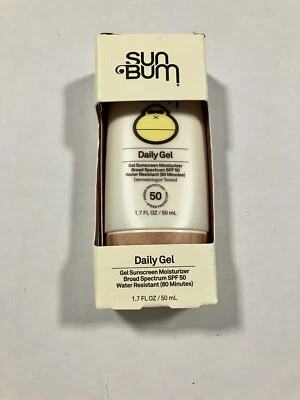 SUN
BUM
Daily Gel
Gel Sunscreen Moisturizer
Broad Spectrum SPF 50
Water Resistant (80 Minutes)
Dermatologist Tested
50
1.7 FL OZ / 50 mL
Daily Gel
Gel Sunscreen Moisturizer
Broad Spectrum SPF 50
Water Resistant (80 Minutes)
1.7 FL OZ / 50 mL